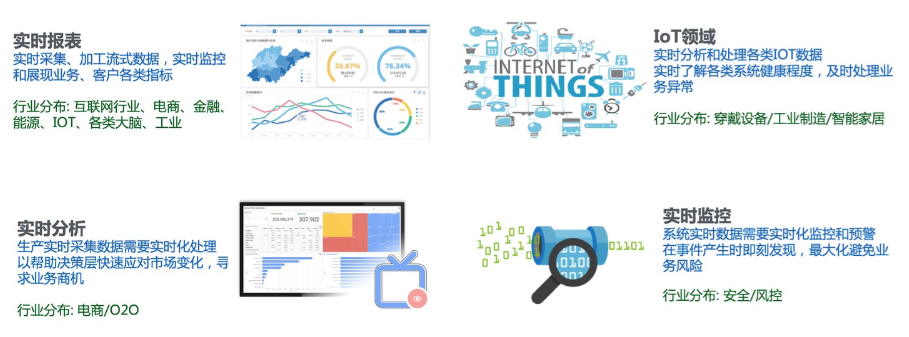 实时报表
实时采集、加工流式数据，实时监控
和展现业务、客户各类指标
行业分布: 互联网行业、电商、金融、
能源、IOT、各类大脑、工业
35.67%
76.34%
INTERNET of
THINGS
IoT领域
实时分析和处理各类IOT数据
实时了解各类系统健康程度，及时处理业
务异常
行业分布: 穿戴设备/工业制造/智能家居
实时分析
生产实时采集数据需要实时化处理
以帮助决策层快速应对市场变化，寻
求业务商机
行业分布: 电商/O2O
307,902
01101
实时监控
系统实时数据需要实时化监控和预警
在事件产生时即刻发现，最大化避免业
务风险
行业分布: 安全/风控